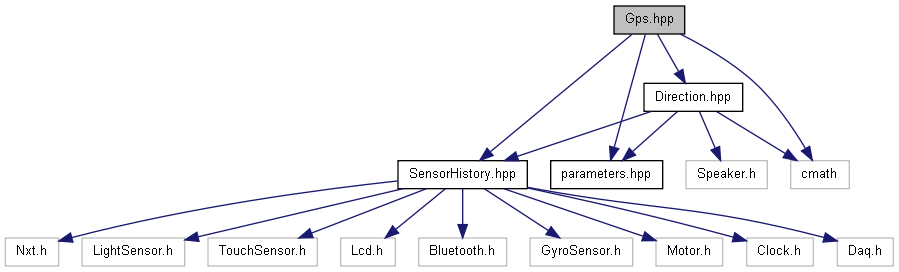 Gps.hpp
Direction.hpp
SensorHistory.hpp
parameters.hpp
Speaker.h
cmath
Nxt.h
LightSensor.h
TouchSensor.h
Lcd.h
Bluetooth.h
GyroSensor.h
Motor.h
Clock.h
Daq.h